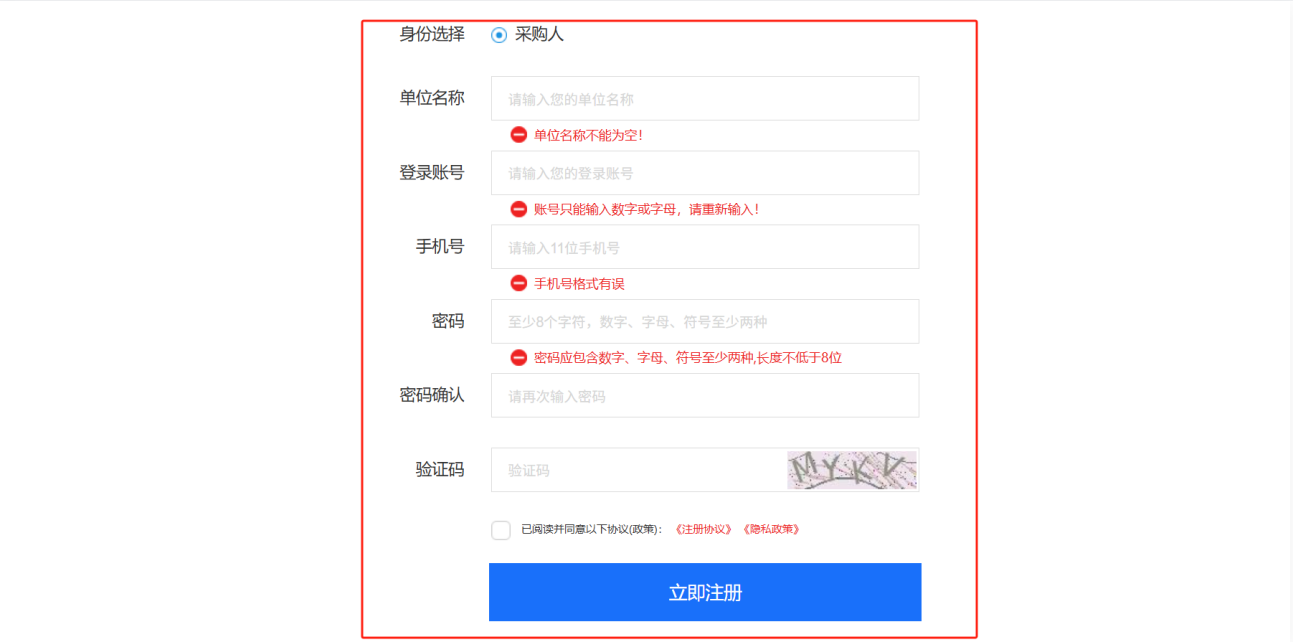 身份选择 采购人
单位名称 请输入您的单位名称
单位名称不能为空!
登录账号 请输入您的登录账号
账号只能输入数字或字母，请重新输入!
手机号 请输入11位手机号
手机号格式有误
密码 至少8个字符，数字、字母、符号至少两种
密码应包含数字、字母、符号至少两种,长度不低于8位
密码确认 请再次输入密码
验证码 验证码 MYKV
已阅读并同意以下协议(政策)： 《注册协议》 《隐私政策》
立即注册